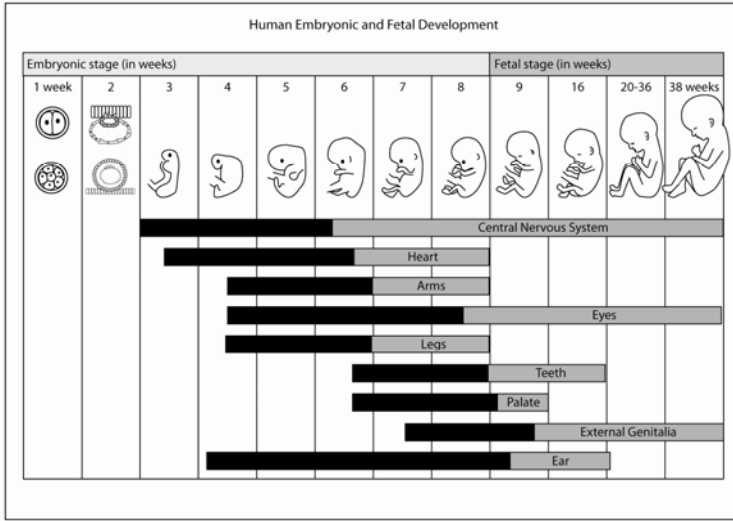 Human Embryonic and Fetal Development
Embryonic stage (in weeks) Fetal stage (in weeks)
1 week 2 3 4 5 6 7 8 9 16 20-36 38 weeks
Central Nervous System
Heart
Arms
Eyes
Legs
Teeth
Palate
External Genitalia
Ear